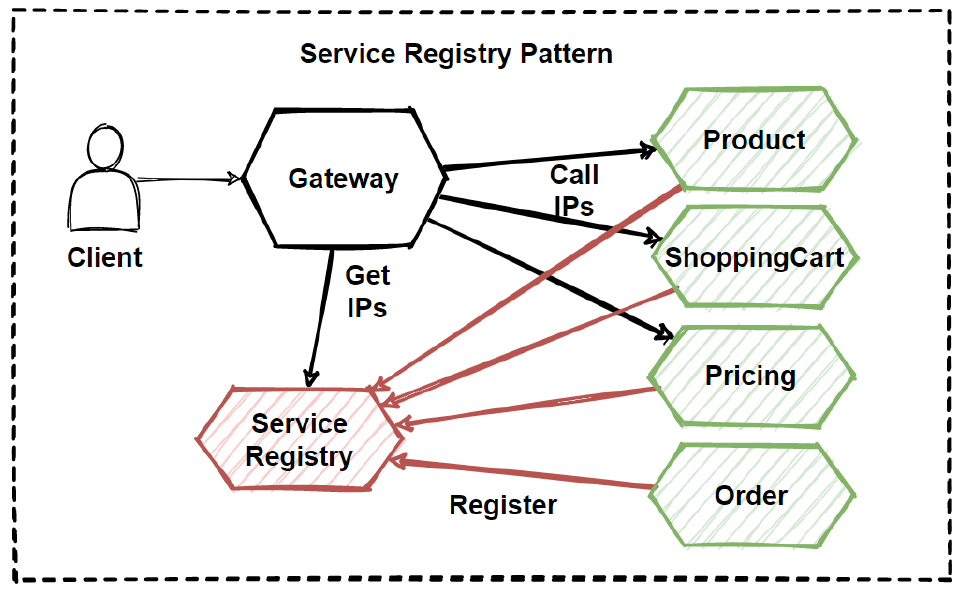 Service Registry Pattern
Product
Gateway
Call
IPs
Client
ShoppingCart
Get
IPs
Pricing
Service
Registry
Register
Order